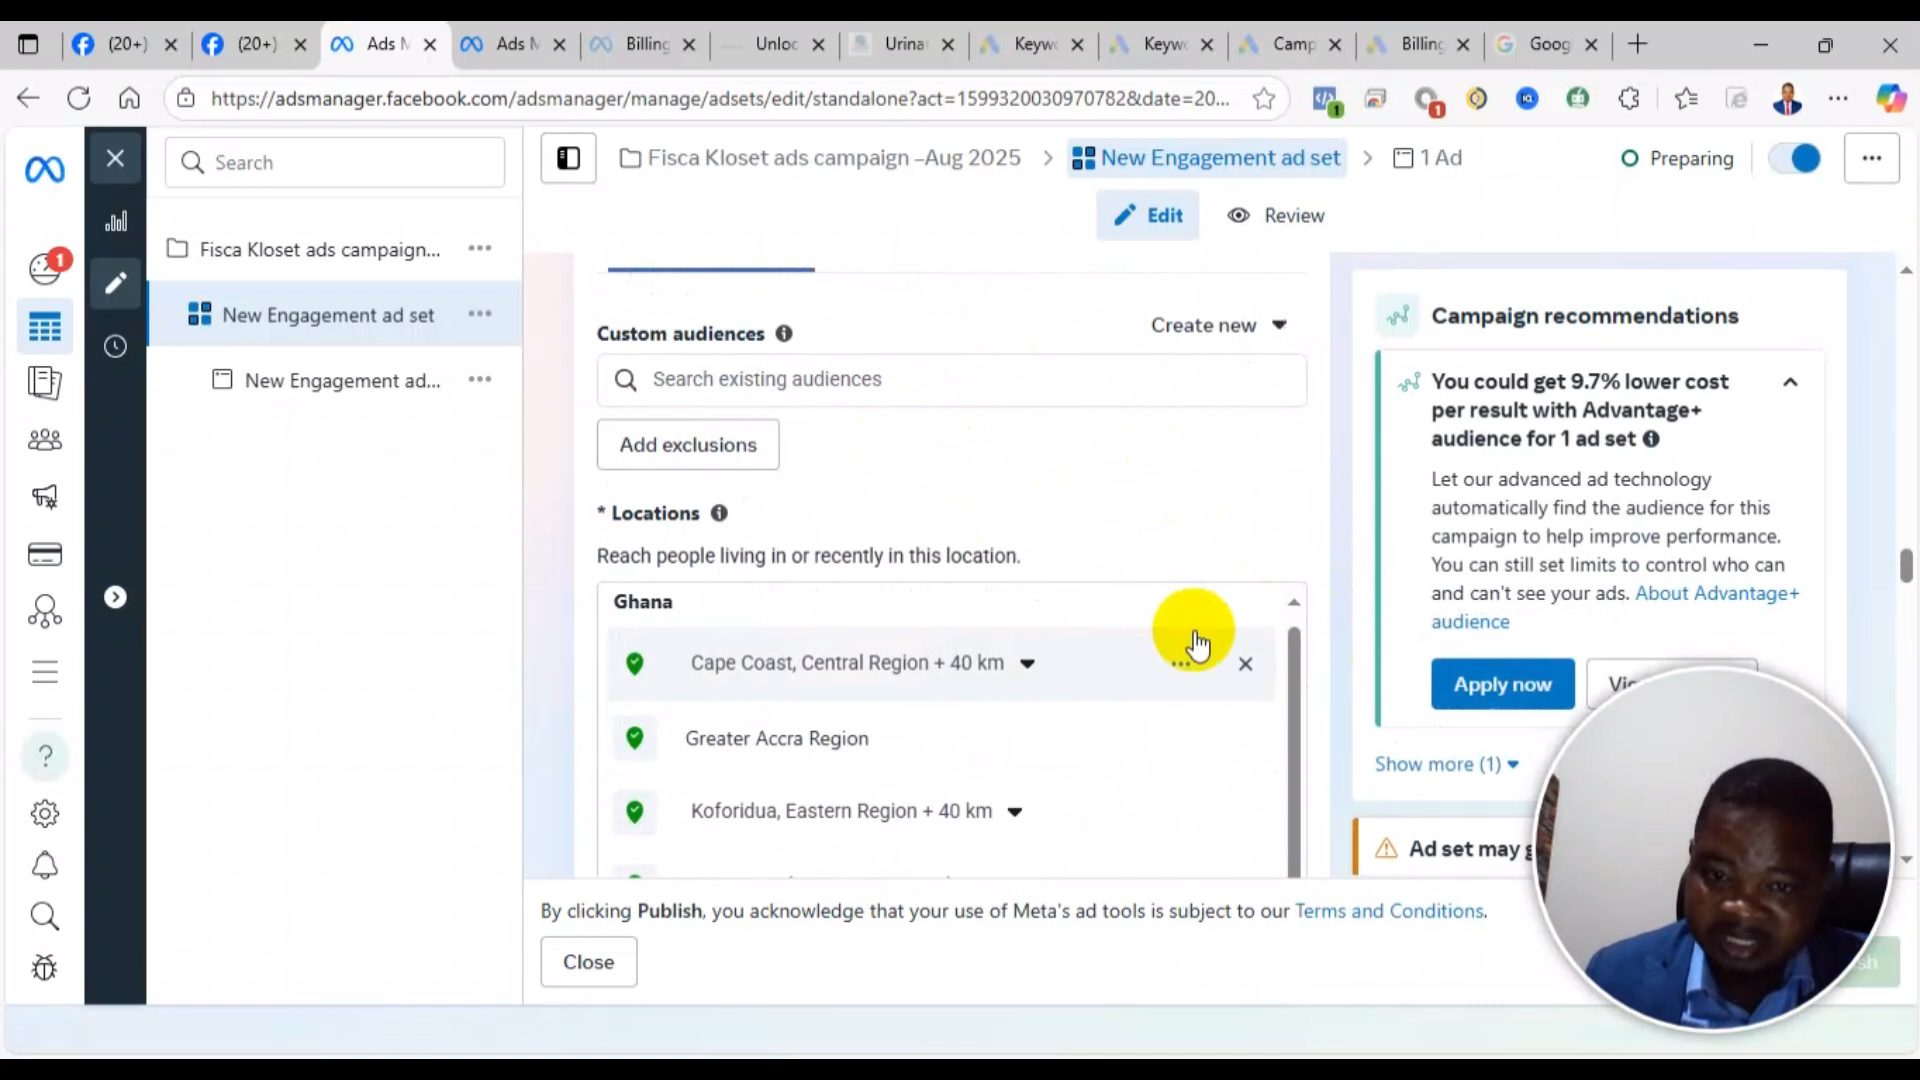 (20+)
(20+)
Ads M
Ads M
Billing
Unloc
Urina
Keywo
Keywo
Camp
Billing
Goog
https://adsmanager.facebook.com/adsmanager/manage/adsets/edit/standalone?act=1599320030970782&date=20...
1
1
Search
Fisca Kloset ads campaign –Aug 2025
New Engagement ad set
1 Ad
Preparing
Edit
Review
1
Fisca Kloset ads campaign...
New Engagement ad set
New Engagement ad...
Custom audiences
Create new
Search existing audiences
Add exclusions
* Locations
Reach people living in or recently in this location.
Ghana
Cape Coast, Central Region + 40 km
Greater Accra Region
Koforidua, Eastern Region + 40 km
Campaign recommendations
You could get 9.7% lower cost
per result with Advantage+
audience for 1 ad set
Let our advanced ad technology
automatically find the audience for this
campaign to help improve performance.
You can still set limits to control who can
and can't see your ads. About Advantage+
audience
Apply now
Show more (1)
Ad set may
By clicking Publish, you acknowledge that your use of Meta's ad tools is subject to our Terms and Conditions.
Close